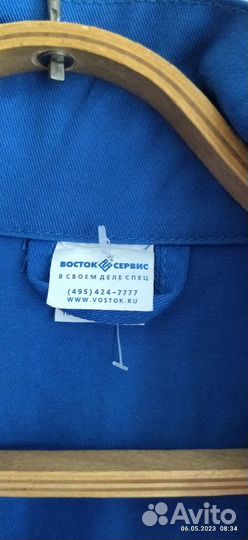 ВОСТОК СЕРВИС
В СВОЕМ ДЕЛЕ СПЕЦ
(495) 424-7777
WWW.VOSTOK.RU
Avito
06.05.2023 08:34